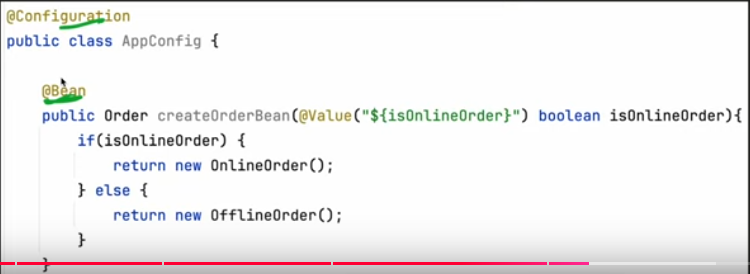 @Configuration
public class AppConfig {
@Bean
public Order createOrderBean(@Value("${isOnlineOrder}") boolean isOnlineOrder){
if(isOnlineOrder) {
return new OnlineOrder();
} else {
return new OfflineOrder();
}
}